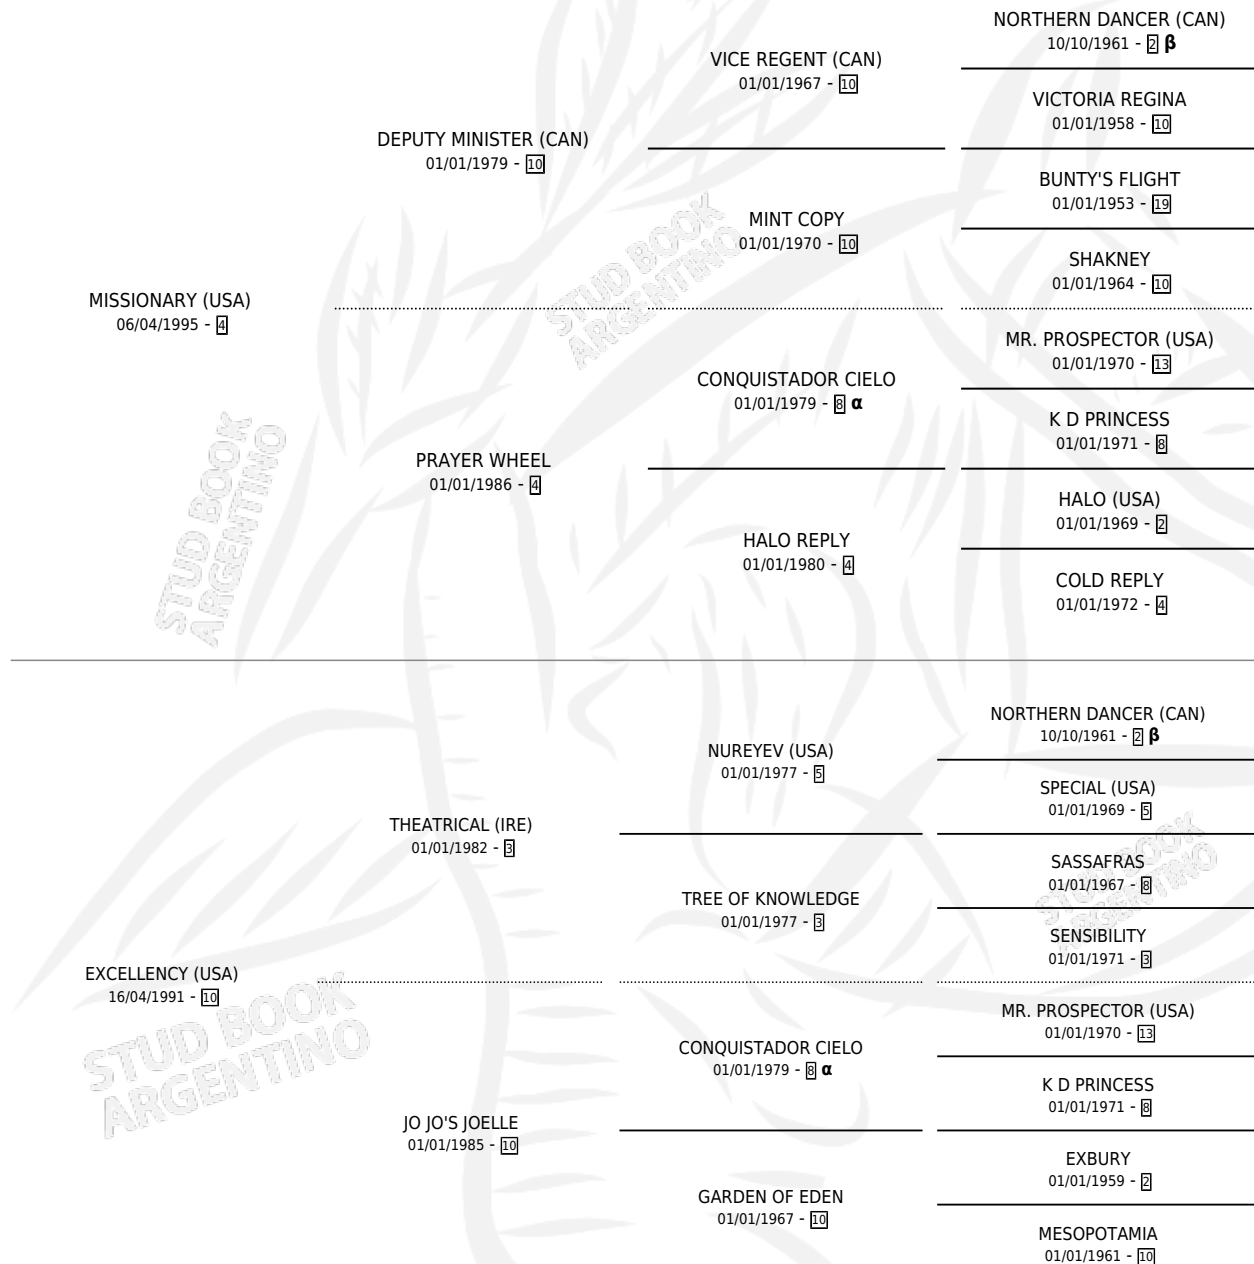 NORTHERN DANCER (CAN)
10/10/1961 - 2 β
VICE REGENT (CAN)
01/01/1967 - 10
VICTORIA REGINA
01/01/1958 - 10
DEPUTY MINISTER (CAN)
01/01/1979 - 10
BUNTY'S FLIGHT
01/01/1953 - 19
MINT COPY
01/01/1970 - 10
SHAKNEY
01/01/1964 - 10
MISSIONARY (USA)
06/04/1995 - 4
MR. PROSPECTOR (USA)
01/01/1970 - 13
CONQUISTADOR CIELO
01/01/1979 - 8 α
K D PRINCESS
01/01/1971 - 8
PRAYER WHEEL
01/01/1986 - 4
HALO (USA)
01/01/1969 - 2
HALO REPLY
01/01/1980 - 4
COLD REPLY
01/01/1972 - 4
NORTHERN DANCER (CAN)
10/10/1961 - 2 β
NUREYEV (USA)
01/01/1977 - 5
SPECIAL (USA)
01/01/1969 - 5
THEATRICAL (IRE)
01/01/1982 - 3
SASSAFRAS
01/01/1967 - 8
TREE OF KNOWLEDGE
01/01/1977 - 3
SENSIBILITY
01/01/1971 - 3
EXCELLENCY (USA)
16/04/1991 - 10
MR. PROSPECTOR (USA)
01/01/1970 - 13
CONQUISTADOR CIELO
01/01/1979 - 8 α
K D PRINCESS
01/01/1971 - 8
JO JO'S JOELLE
01/01/1985 - 10
EXBURY
01/01/1959 - 2
GARDEN OF EDEN
01/01/1967 - 10
MESOPOTAMIA
01/01/1961 - 10
STUD BOOK
ARGENTINO
STUD BOOK
ARGENTINO
STUD BOOK
ARGENTINO
STUD BOOK
ARGENTINO